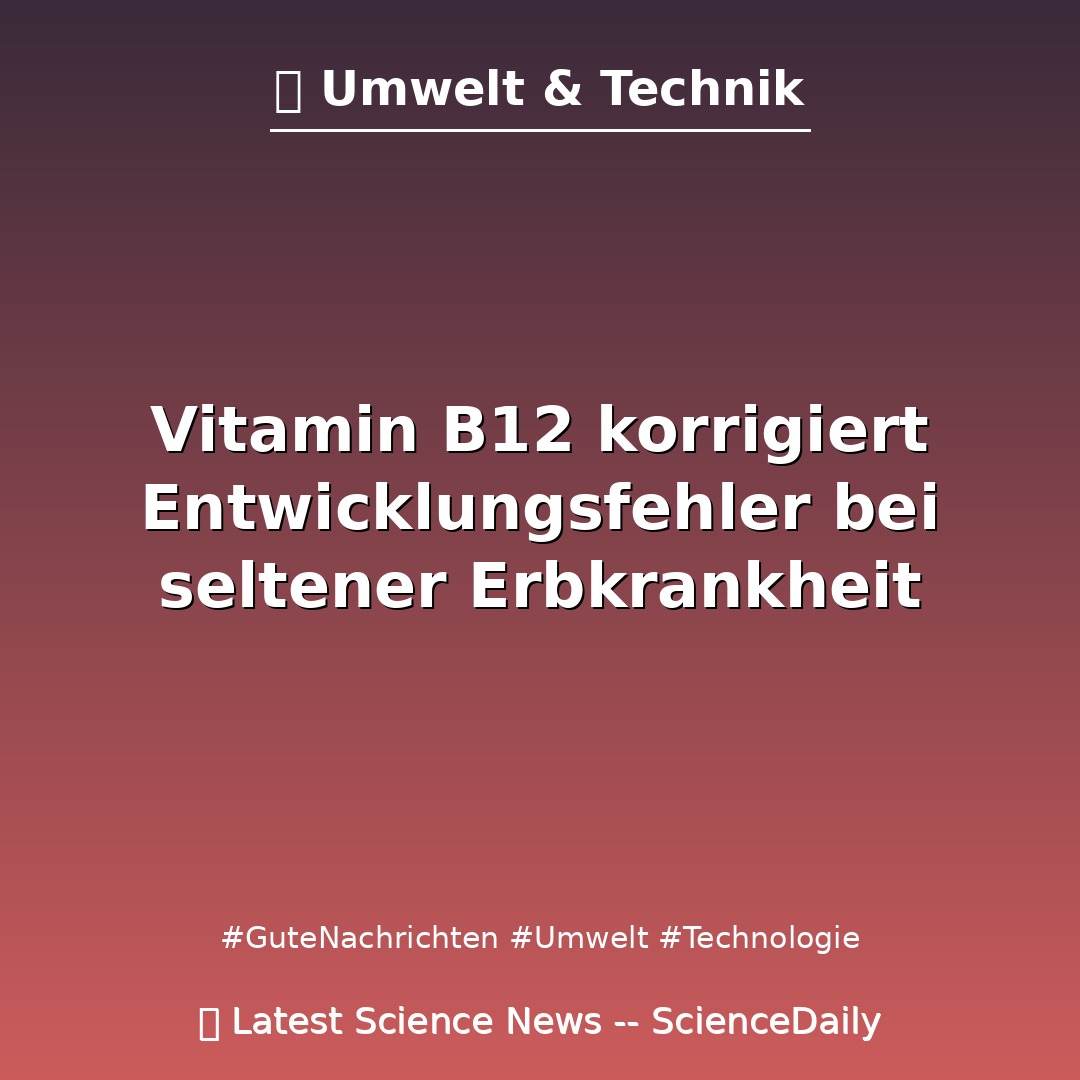 Umwelt & Technik
Vitamin B12 korrigiert
Entwicklungsfehler bei
seltener Erbkrankheit
#GuteNachrichten #Umwelt #Technologie
Latest Science News -- ScienceDaily